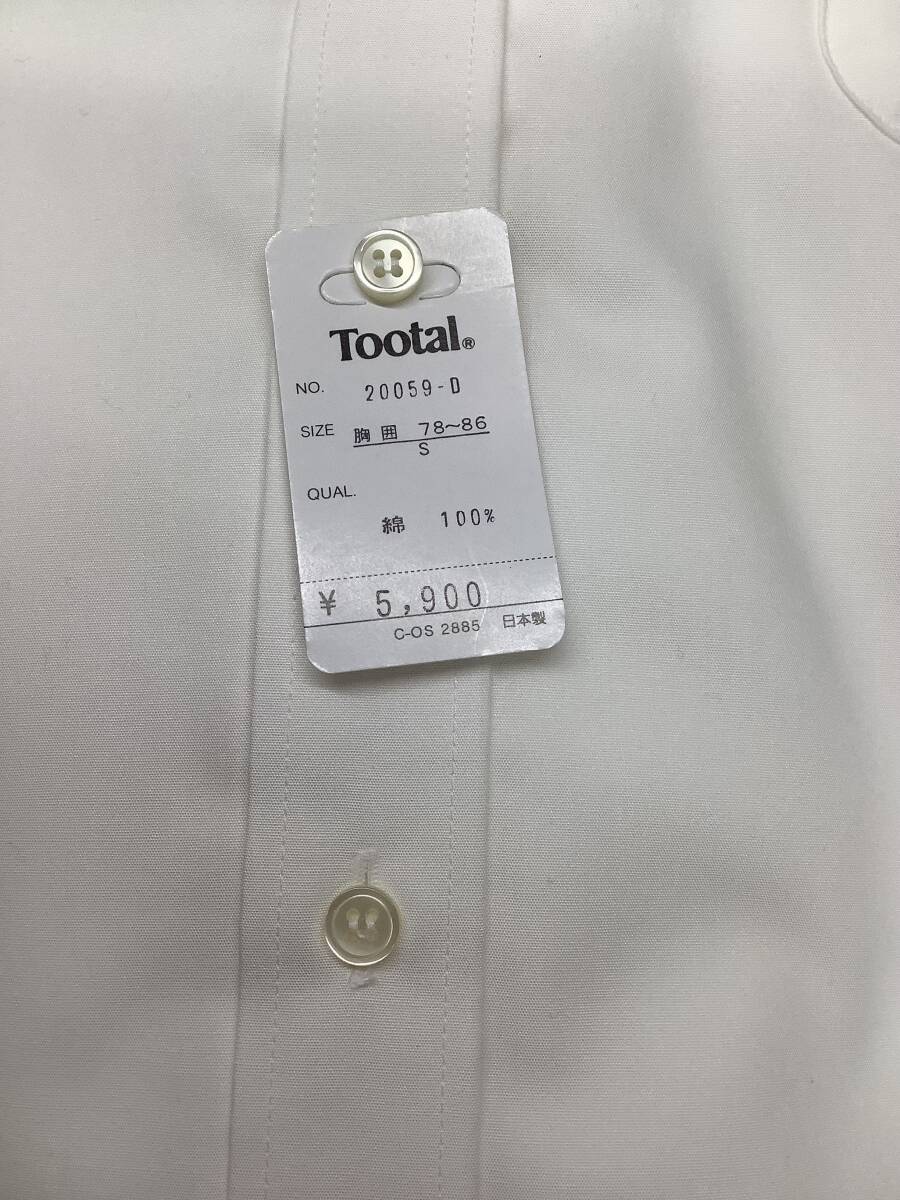 Tootal®
NO. 20059-D
SIZE 胸囲 78~86
S
QUAL.
綿 100%
¥ 5,900
C-OS 2885 日本製